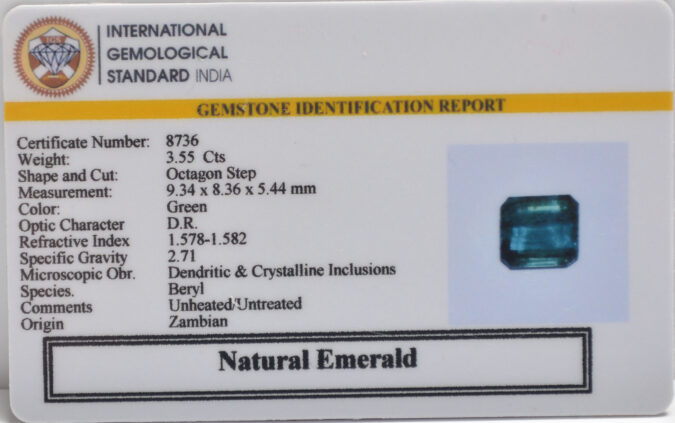 IGS
INTERNATIONAL
GEMOLOGICAL
STANDARD INDIA
GEMSTONE IDENTIFICATION REPORT
Certificate Number: 8736
Weight: 3.55 Cts
Shape and Cut: Octagon Step
Measurement: 9.34 x 8.36 x 5.44 mm
Color: Green
Optic Character D.R.
Refractive Index 1.578-1.582
Specific Gravity 2.71
Microscopic Obr. Dendritic & Crystalline Inclusions
Species. Beryl
Comments Unheated/Untreated
Origin Zambian
Natural Emerald